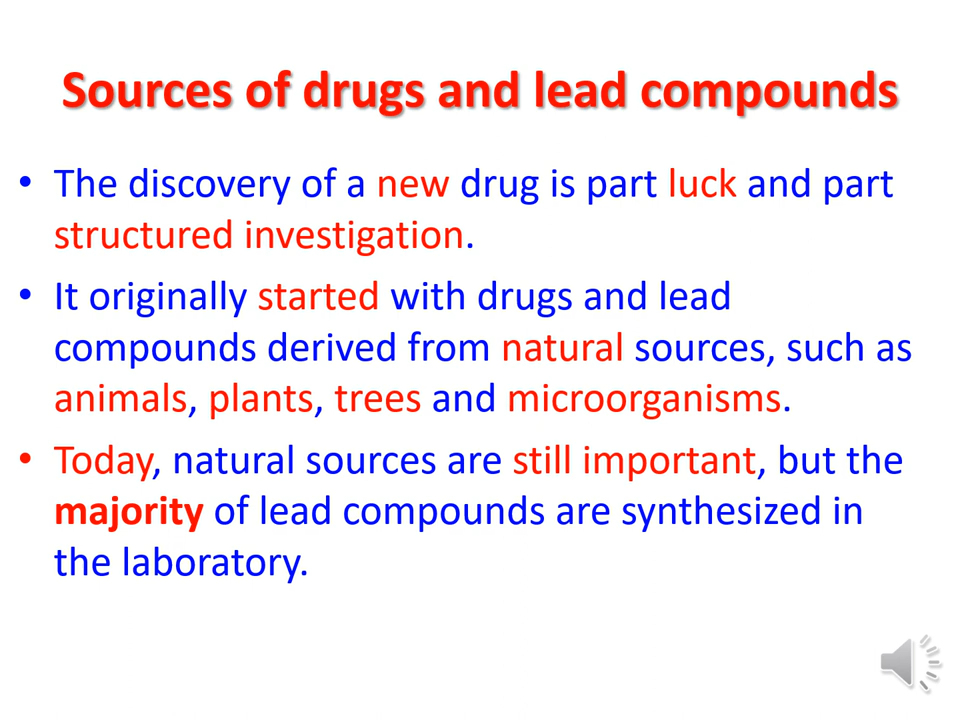 Sources of drugs and lead compounds
• The discovery of a new drug is part luck and part
structured investigation.
• It originally started with drugs and lead
compounds derived from natural sources, such as
animals, plants, trees and microorganisms.
• Today, natural sources are still important, but the
majority of lead compounds are synthesized in
the laboratory.